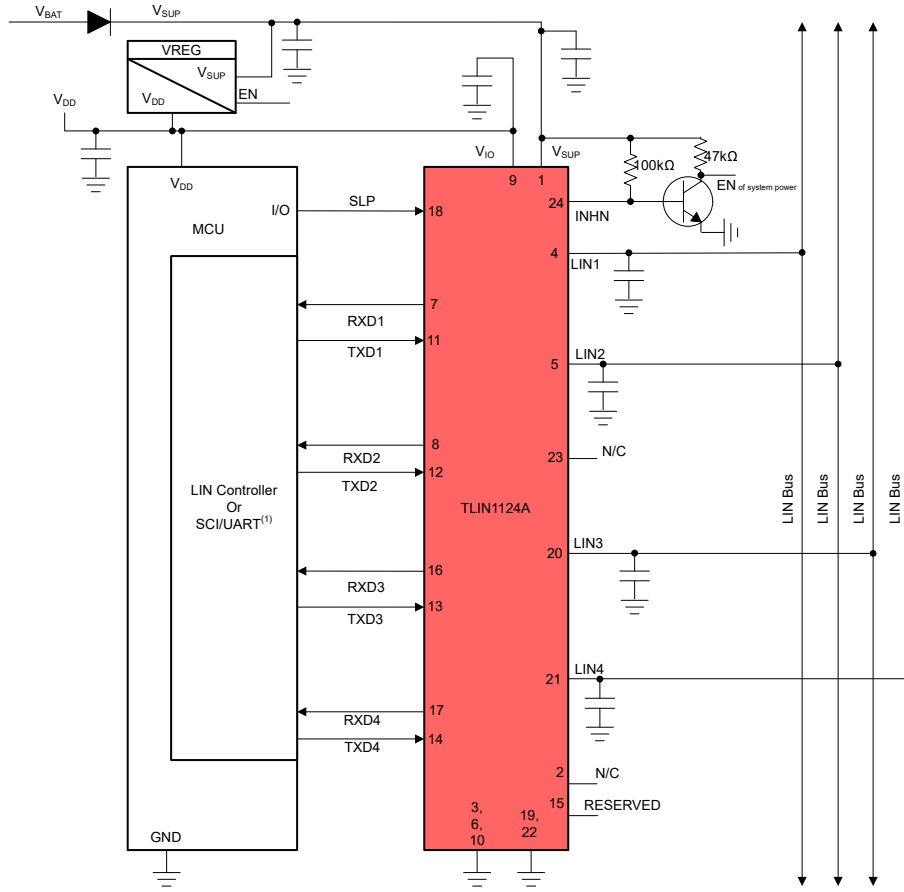 VBAT
VSUP
VREG
VSUP
VDD
EN
VDD
VIO
VSUP
100kΩ
47kΩ
EN of system power
VDD
9
1
I/O
SLP
18
24
INHN
MCU
4
LIN1
7
RXD1
11
TXD1
5
LIN2
8
RXD2
12
TXD2
23
N/C
LIN Controller
Or
SCI/UART(1)
TLIN1124A
LIN Bus
LIN Bus
LIN Bus
LIN Bus
20
LIN3
16
RXD3
13
TXD3
21
LIN4
17
RXD4
14
TXD4
2
N/C
15
RESERVED
3,
6,
10
19,
22
GND